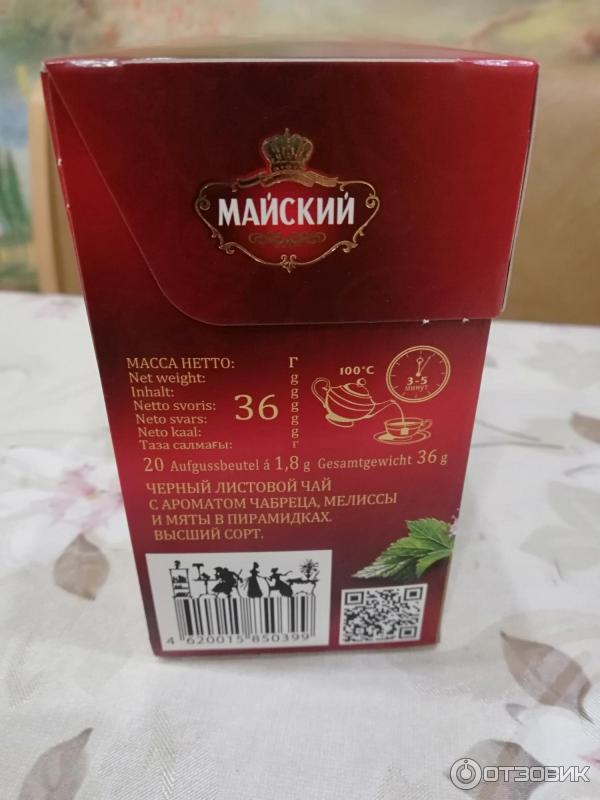 МАЙСКИЙ
МАССА НЕТТО: Г
Net weight: g
Inhalt: g
Netto svoris: 36 g
Neto svars: g
Neto kaal: g
Таза салмағы: г
100°C
3-5
минут
20 Aufgussbeutel á 1,8 g Gesamtgewicht 36 g
ЧЕРНЫЙ ЛИСТОВОЙ ЧАЙ
С АРОМАТОМ ЧАБРЕЦА, МЕЛИССЫ
И МЯТЫ В ПИРАМИДКАХ.
ВЫСШИЙ СОРТ.
4 620015 850399
ОТЗОВИК